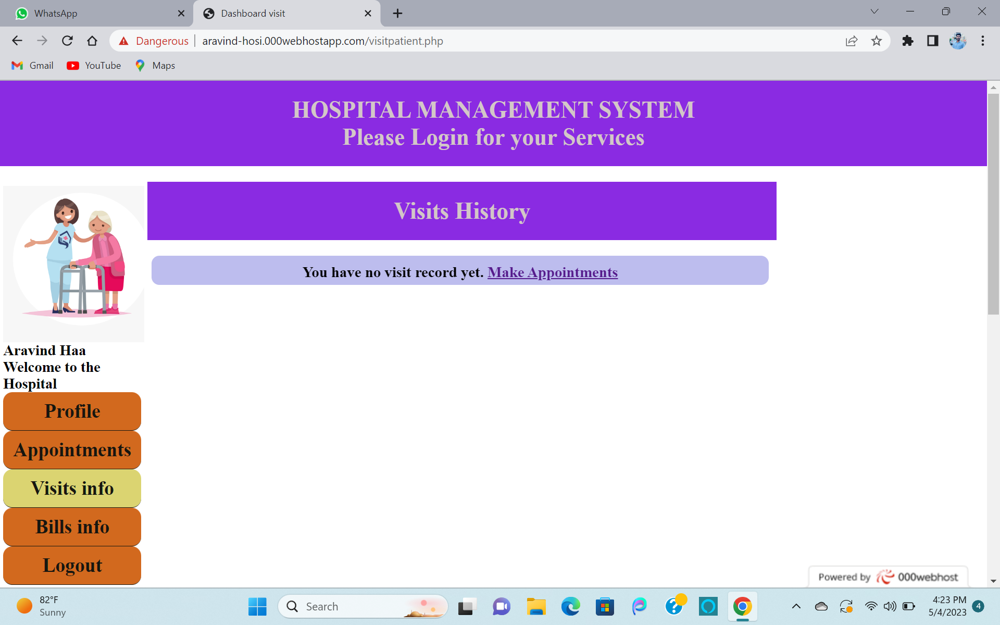 WhatsApp
Dashboard visit
Dangerous
aravind-hosi.000webhostapp.com/visitpatient.php
Gmail
YouTube
Maps
HOSPITAL MANAGEMENT SYSTEM
Please Login for your Services
Visits History
You have no visit record yet. Make Appointments
Aravind Haa
Welcome to the
Hospital
Profile
Appointments
Visits info
Bills info
Logout
Powered by 000webhost
82°F
Sunny
Search
4:23 PM
5/4/2023
4